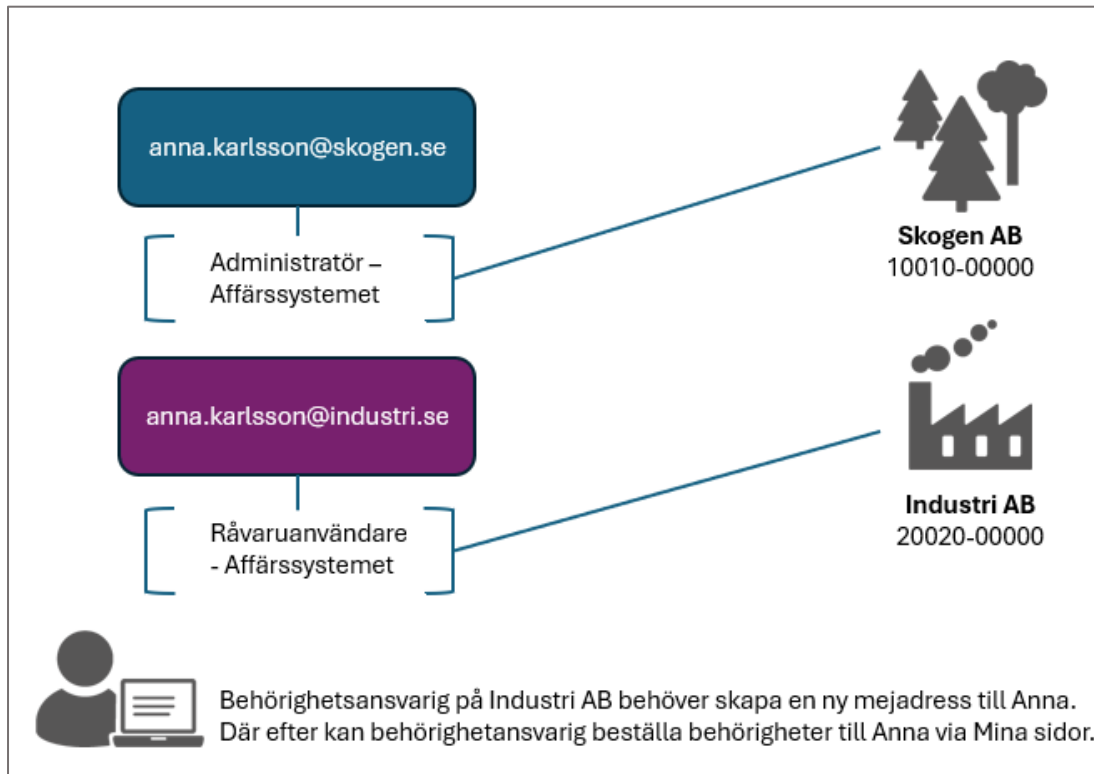 anna.karlsson@skogen.se
Administratör –
Affärssystemet
Skogen AB
10010-00000
anna.karlsson@industri.se
Råvaruanvändare
- Affärssystemet
Industri AB
20020-00000
Behörighetsansvarig på Industri AB behöver skapa en ny mejadress till Anna.
Där efter kan behörighetansvarig beställa behörigheter till Anna via Mina sidor.